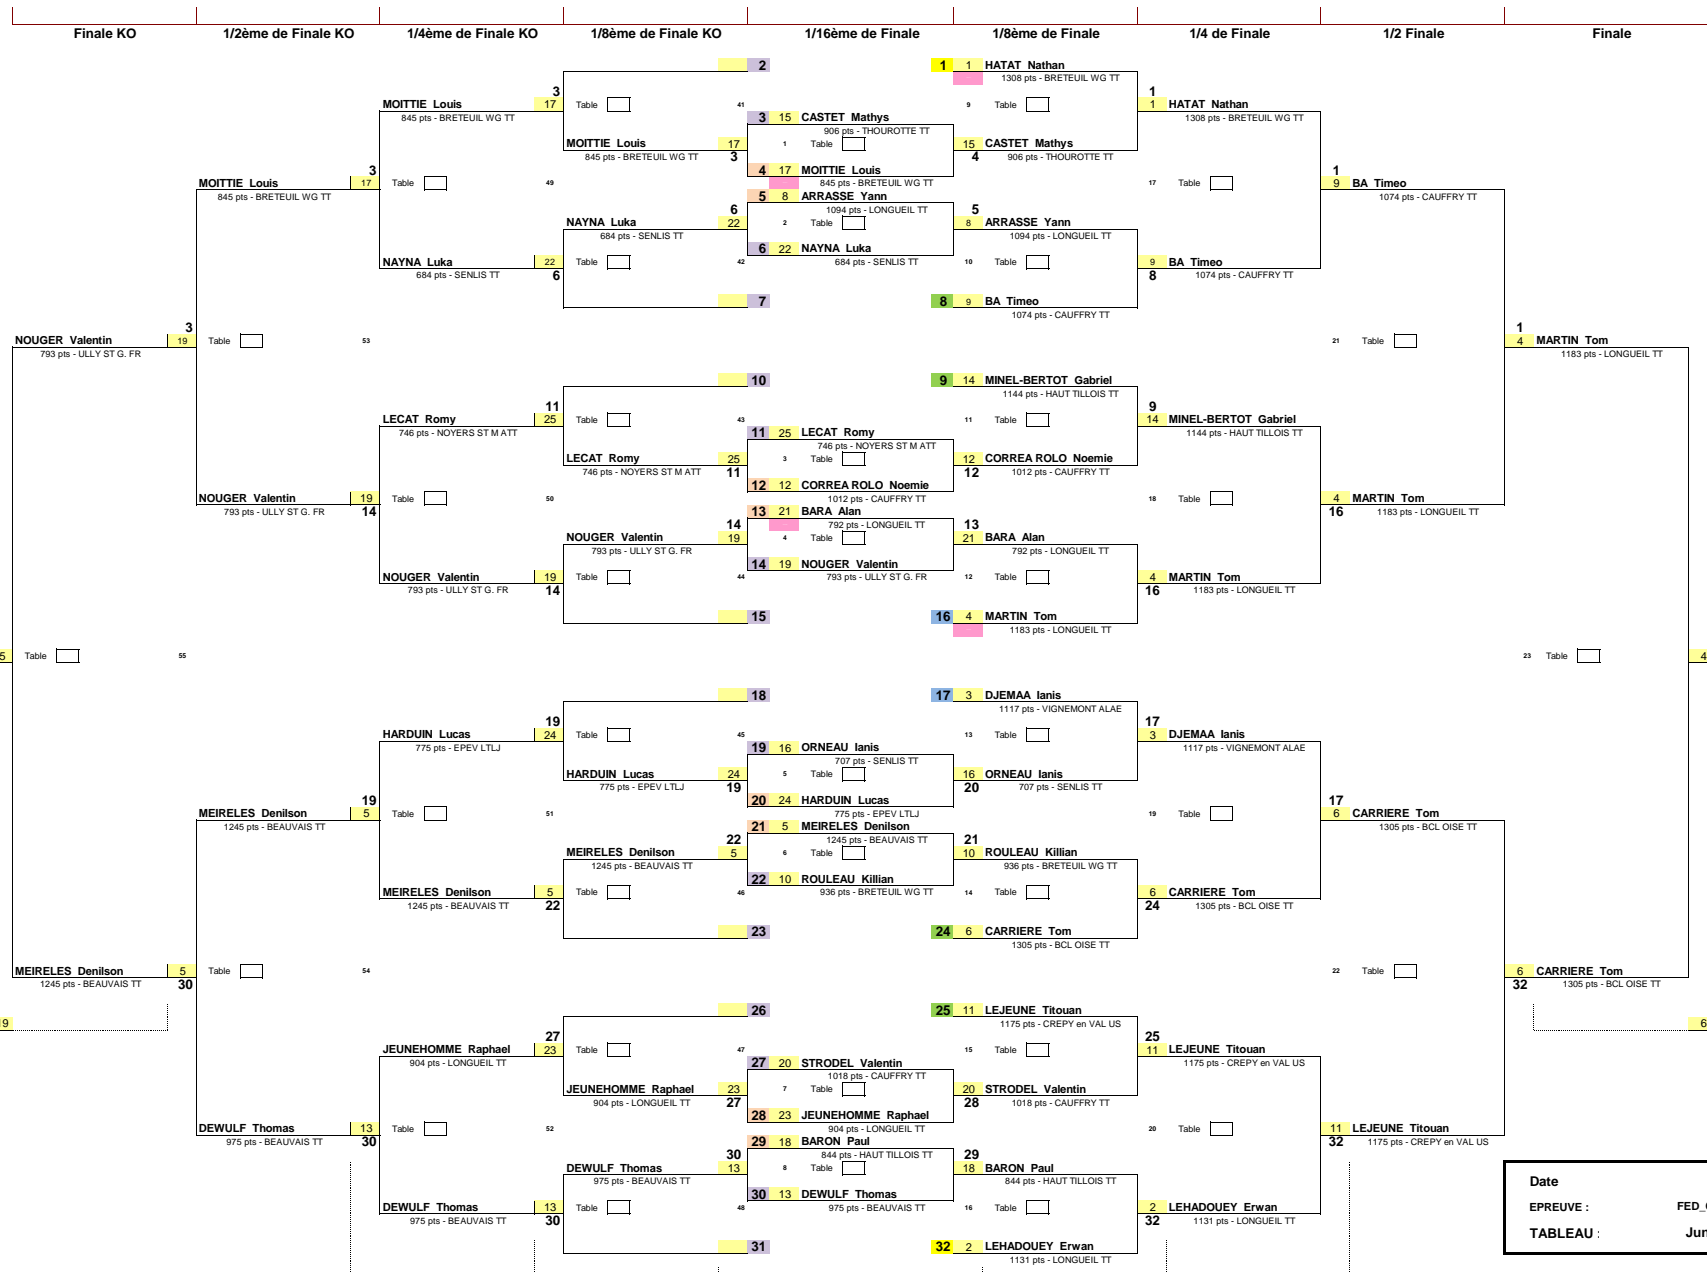 Finale KO 1/2ème de Finale KO 1/4ème de Finale KO 1/8ème de Finale KO 1/16ème de Finale 1/8ème de Finale 1/4 de Finale 1/2 Finale Finale
2 1 1 HATAT Nathan
1308 pts - BRETEUIL WG TT
3 1
MOITTIE Louis 17 Table 41 9 Table 1 HATAT Nathan
845 pts - BRETEUIL WG TT 3 15 CASTET Mathys 1308 pts - BRETEUIL WG TT
906 pts - THOUROTTE TT
MOITTIE Louis 17 1 Table 15 CASTET Mathys
845 pts - BRETEUIL WG TT 3 4 906 pts - THOUROTTE TT
3 4 17 MOITTIE Louis 1
MOITTIE Louis 17 Table 49 845 pts - BRETEUIL WG TT 17 Table 9 BA Timeo
845 pts - BRETEUIL WG TT 5 8 ARRASSE Yann 1074 pts - CAUFFRY TT
6 1094 pts - LONGUEIL TT 5
NAYNA Luka 22 2 Table 8 ARRASSE Yann
684 pts - SENLIS TT 1094 pts - LONGUEIL TT
6 22 NAYNA Luka
NAYNA Luka 22 Table 42 684 pts - SENLIS TT 10 Table 9 BA Timeo
684 pts - SENLIS TT 6 8 1074 pts - CAUFFRY TT
7 8 9 BA Timeo
1074 pts - CAUFFRY TT
3 1
NOUGER Valentin 19 Table 53 21 Table 4 MARTIN Tom
793 pts - ULLY ST G. FR 1183 pts - LONGUEIL TT
10 9 14 MINEL-BERTOT Gabriel
1144 pts - HAUT TILLOIS TT
11 9
LECAT Romy 25 Table 43 11 Table 14 MINEL-BERTOT Gabriel
746 pts - NOYERS ST M ATT 11 25 LECAT Romy 1144 pts - HAUT TILLOIS TT
746 pts - NOYERS ST M ATT
LECAT Romy 25 3 Table 12 CORREA ROLO Noemie
746 pts - NOYERS ST M ATT 11 12 1012 pts - CAUFFRY TT
12 12 CORREA ROLO Noemie
NOUGER Valentin 19 Table 50 1012 pts - CAUFFRY TT 18 Table 4 MARTIN Tom
793 pts - ULLY ST G. FR 14 13 21 BARA Alan 16 1183 pts - LONGUEIL TT
14 792 pts - LONGUEIL TT 13
NOUGER Valentin 19 4 Table 21 BARA Alan
793 pts - ULLY ST G. FR 792 pts - LONGUEIL TT
14 19 NOUGER Valentin
NOUGER Valentin 19 Table 44 793 pts - ULLY ST G. FR 12 Table 4 MARTIN Tom
793 pts - ULLY ST G. FR 14 16 1183 pts - LONGUEIL TT
15 16 4 MARTIN Tom
1183 pts - LONGUEIL TT
5 Table 55 23 Table 4
18 17 3 DJEMAA Ianis
1117 pts - VIGNEMONT ALAE
19 17
HARDUIN Lucas 24 Table 45 13 Table 3 DJEMAA Ianis
775 pts - EPEV LTLJ 19 16 ORNEAU Ianis 1117 pts - VIGNEMONT ALAE
707 pts - SENLIS TT
HARDUIN Lucas 24 5 Table 16 ORNEAU Ianis
775 pts - EPEV LTLJ 19 20 707 pts - SENLIS TT
19 20 24 HARDUIN Lucas 17
MEIRELES Denilson 5 Table 51 775 pts - EPEV LTLJ 19 Table 6 CARRIERE Tom
1245 pts - BEAUVAIS TT 21 5 MEIRELES Denilson 1305 pts - BCL OISE TT
22 1245 pts - BEAUVAIS TT 21
MEIRELES Denilson 5 6 Table 10 ROULEAU Killian
1245 pts - BEAUVAIS TT 936 pts - BRETEUIL WG TT
22 10 ROULEAU Killian
MEIRELES Denilson 5 Table 46 936 pts - BRETEUIL WG TT 14 Table 6 CARRIERE Tom
1245 pts - BEAUVAIS TT 22 24 1305 pts - BCL OISE TT
23 24 6 CARRIERE Tom
1305 pts - BCL OISE TT
MEIRELES Denilson 5 Table 54 22 Table 6 CARRIERE Tom
1245 pts - BEAUVAIS TT 30 32 1305 pts - BCL OISE TT
26 25 11 LEJEUNE Titouan
9 1175 pts - CREPY en VAL US 6
27 25
JEUNEHOMME Raphael 23 Table 47 15 Table 11 LEJEUNE Titouan
904 pts - LONGUEIL TT 27 20 STRODEL Valentin 1175 pts - CREPY en VAL US
1018 pts - CAUFFRY TT
JEUNEHOMME Raphael 23 7 Table 20 STRODEL Valentin
904 pts - LONGUEIL TT 27 28 1018 pts - CAUFFRY TT
28 23 JEUNEHOMME Raphael
DEWULF Thomas 13 Table 52 904 pts - LONGUEIL TT 20 Table 11 LEJEUNE Titouan
975 pts - BEAUVAIS TT 30 29 18 BARON Paul 32 1175 pts - CREPY en VAL US
30 844 pts - HAUT TILLOIS TT 29
DEWULF Thomas 13 8 Table 18 BARON Paul
975 pts - BEAUVAIS TT 844 pts - HAUT TILLOIS TT
Date
30 13 DEWULF Thomas
DEWULF Thomas 13 Table 48 975 pts - BEAUVAIS TT 16 Table 2 LEHADOUEY Erwan EPREUVE : FED_
975 pts - BEAUVAIS TT 30 32 1131 pts - LONGUEIL TT
TABLEAU : Jun
31 32 2 LEHADOUEY Erwan
1131 pts - LONGUEIL TT